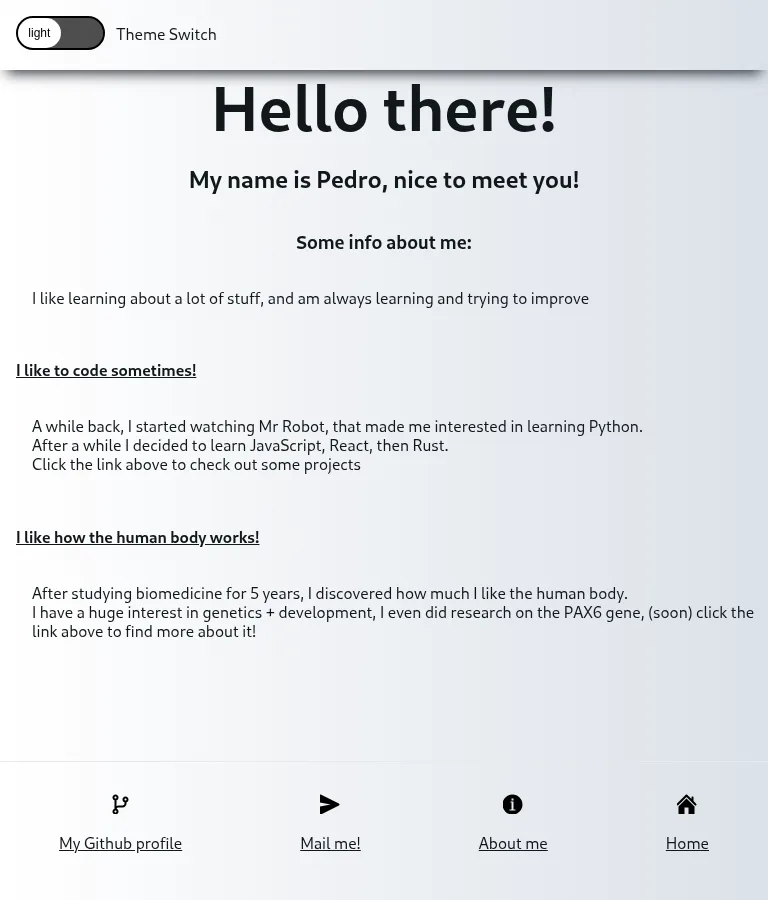 light Theme Switch
Hello there!
My name is Pedro, nice to meet you!
Some info about me:
I like learning about a lot of stuff, and am always learning and trying to improve
I like to code sometimes!
A while back, I started watching Mr Robot, that made me interested in learning Python.
After a while I decided to learn JavaScript, React, then Rust.
Click the link above to check out some projects
I like how the human body works!
After studying biomedicine for 5 years, I discovered how much I like the human body.
I have a huge interest in genetics + development, I even did research on the PAX6 gene, (soon) click the
link above to find more about it!
My Github profile Mail me! About me Home